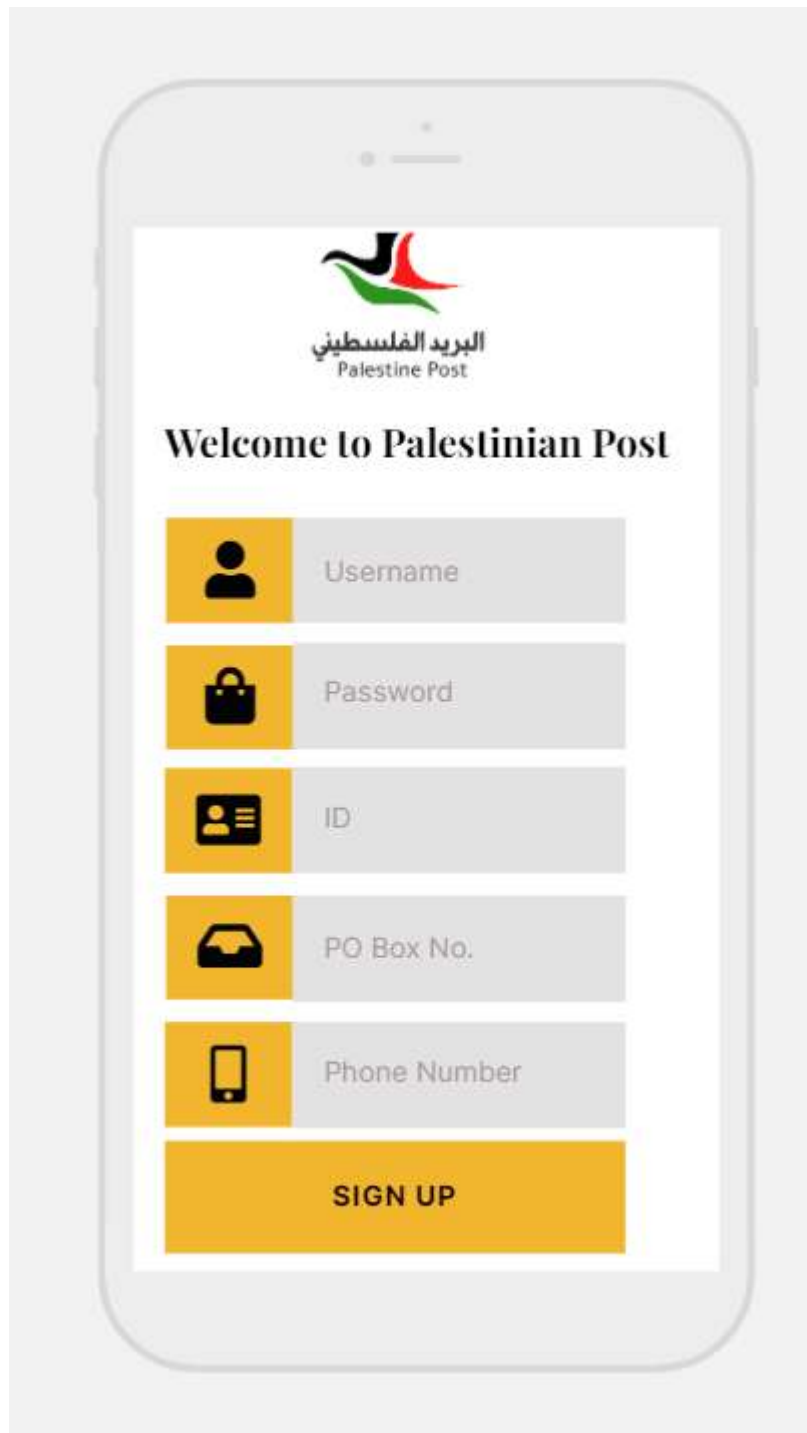 البريد الفلسطيني
Palestine Post
Welcome to Palestinian Post
Username
Password
ID
PO Box No.
Phone Number
SIGN UP